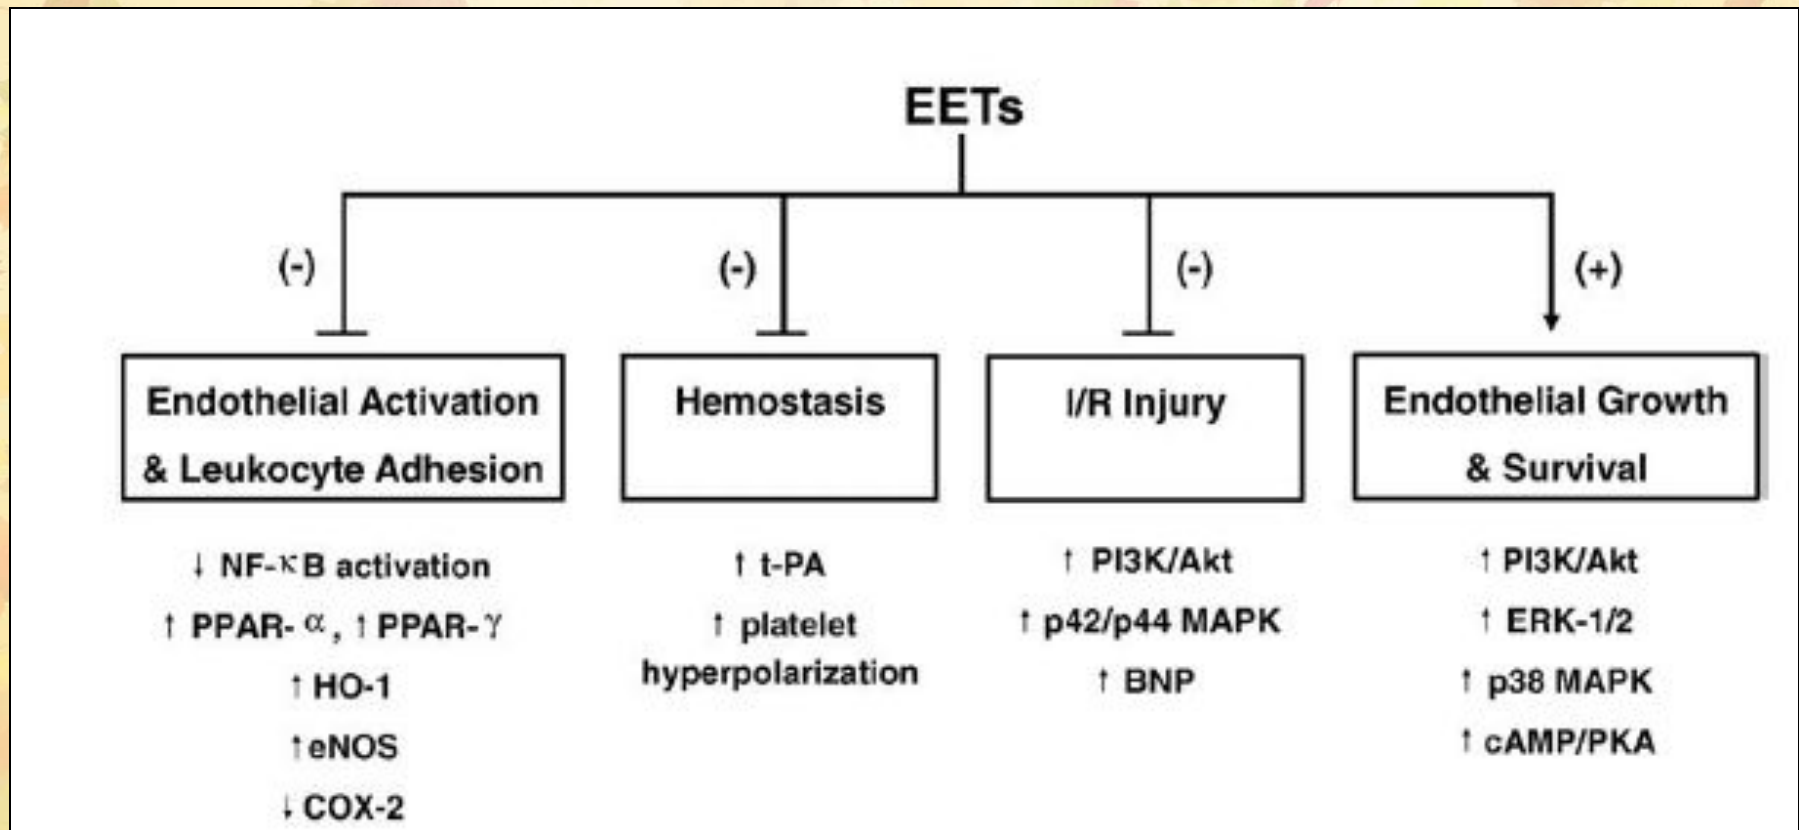 EETs
(-)
(-)
(-)
(+)
Endothelial Activation
& Leukocyte Adhesion
↓ NF-κB activation
↑ PPAR-α, ↑ PPAR-γ
↑ HO-1
↑ eNOS
↓ COX-2
Hemostasis
↑ t-PA
↑ platelet
hyperpolarization
I/R Injury
↑ PI3K/Akt
↑ p42/p44 MAPK
↑ BNP
Endothelial Growth
& Survival
↑ PI3K/Akt
↑ ERK-1/2
↑ p38 MAPK
↑ cAMP/PKA